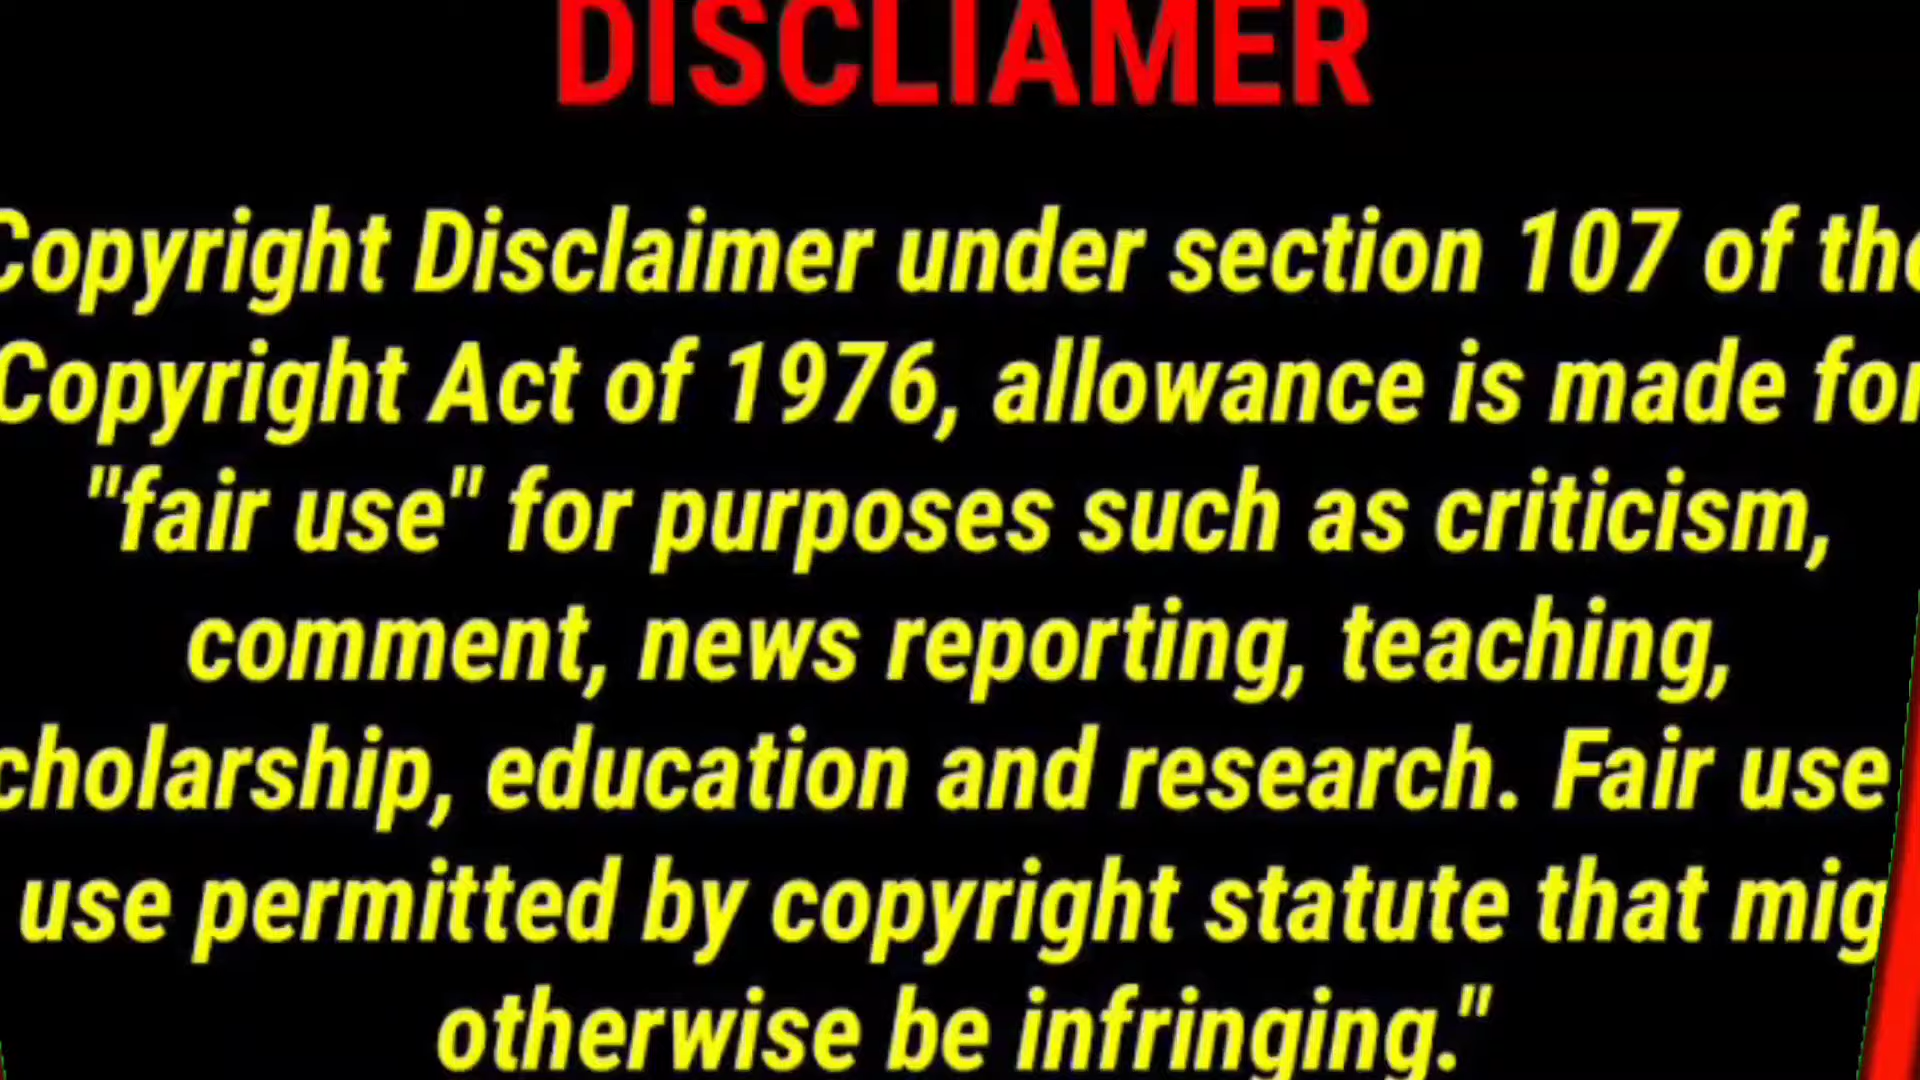 DISCLIAMER
Copyright Disclaimer under section 107 of the
Copyright Act of 1976, allowance is made for
"fair use" for purposes such as criticism,
comment, news reporting, teaching,
cholarship, education and research. Fair use
use permitted by copyright statute that mig
otherwise be infringing."